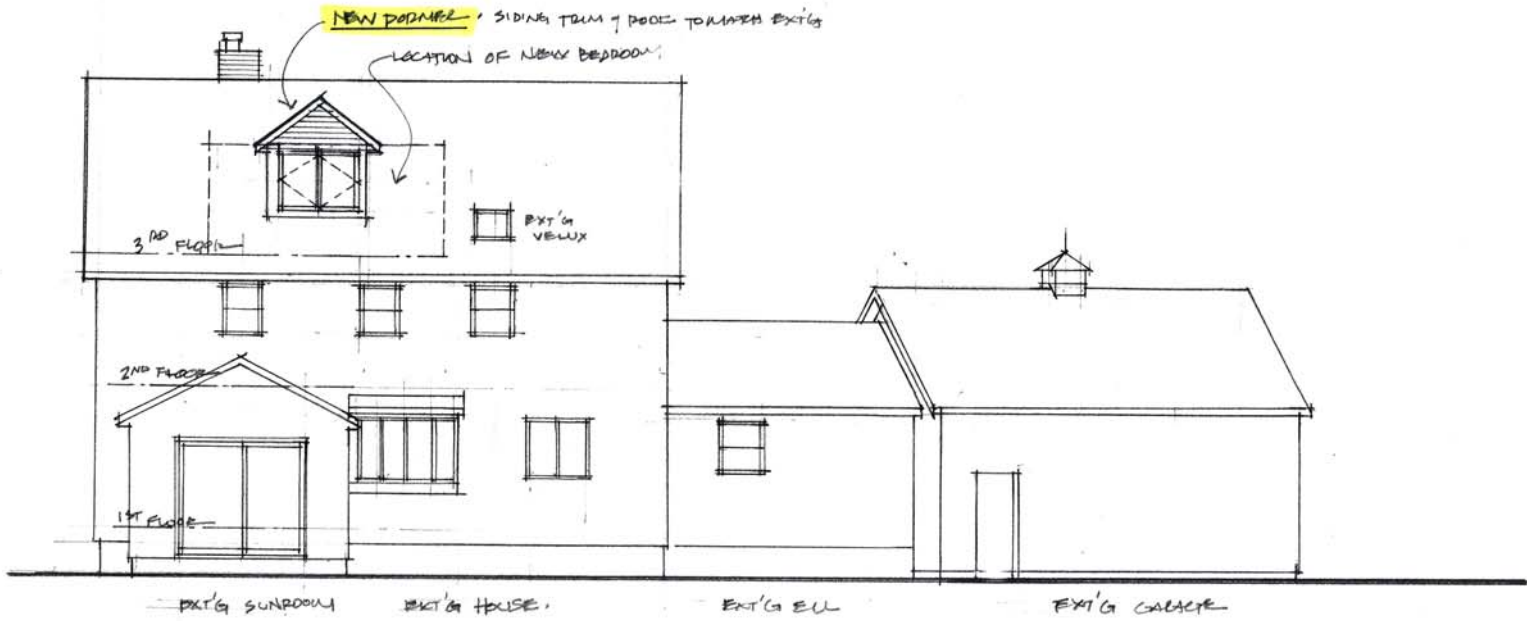 NEW DORMER. SIDING TRIM & ROOF TO MATCH EXT'G
LOCATION OF NEW BEDROOM.
EXT'G
VELUX
3RD FLOOR
2ND FLOOR
1ST FLOOR
EXT'G SUNROOM
EXT'G HOUSE.
EXT'G ELL
EXT'G GARAGE